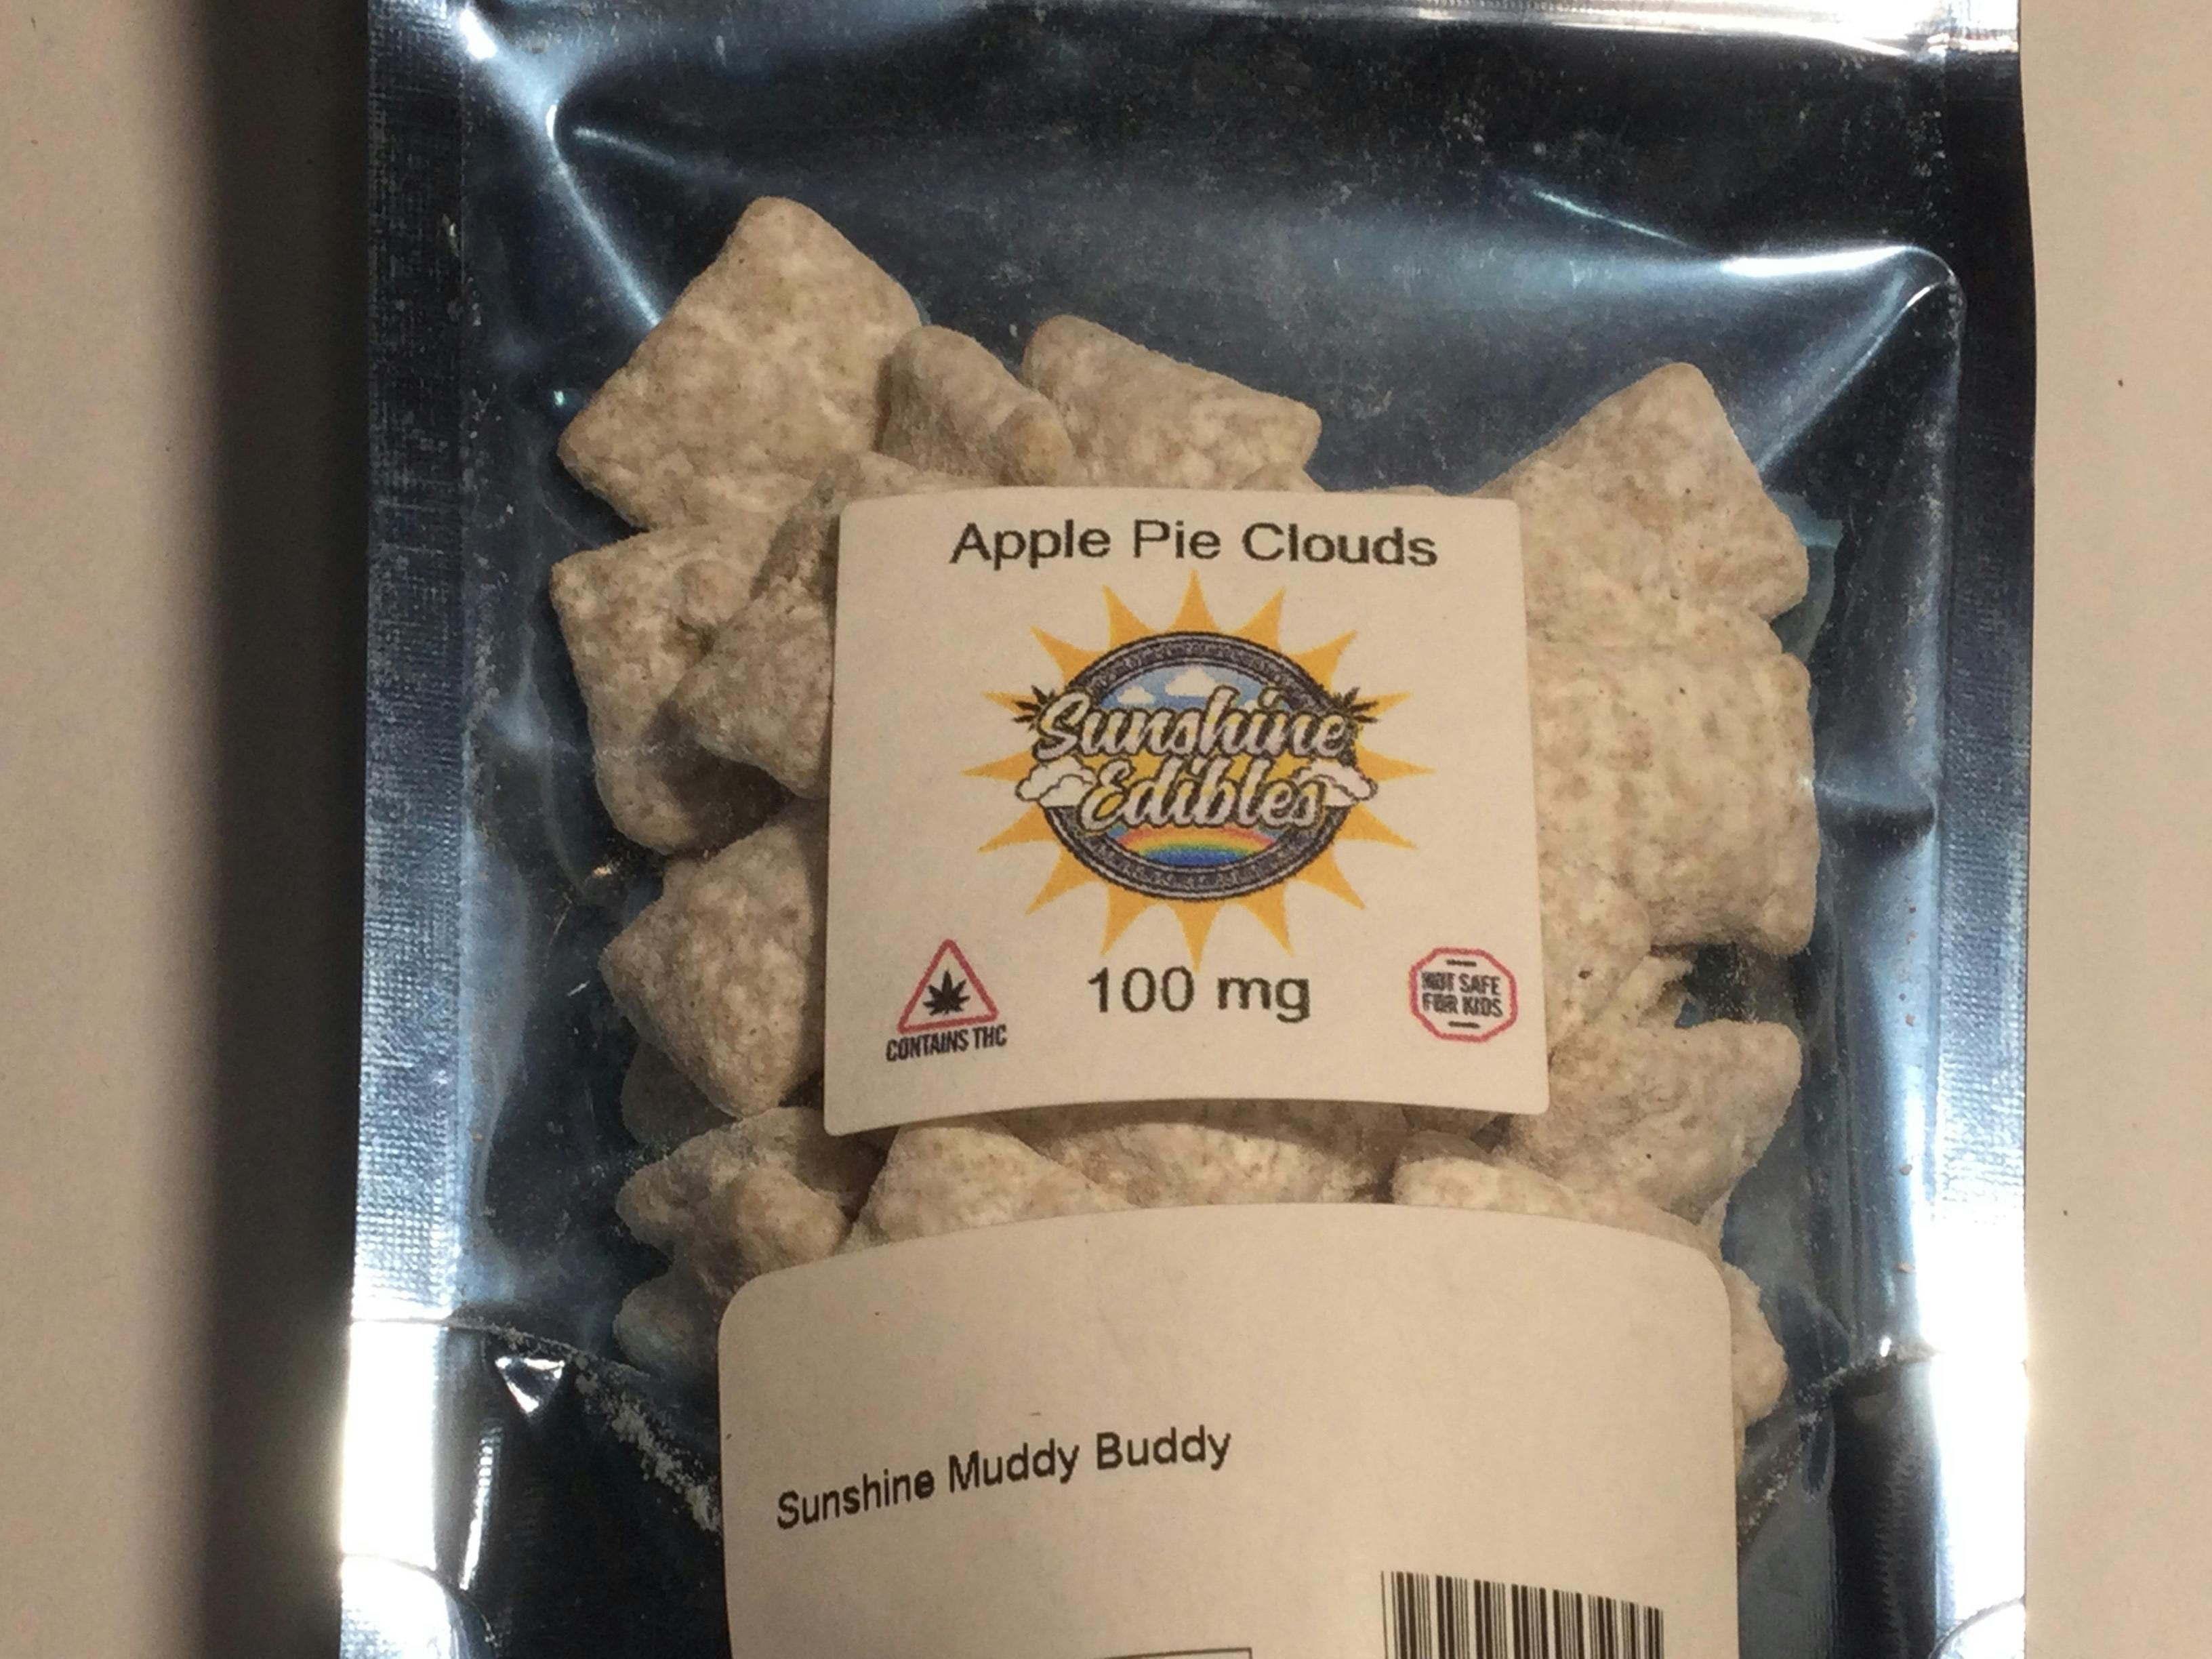 Apple Pie Clouds
Sunshine
Edibles
100 mg
CONTAINS THC
NOT SAFE
FOR KIDS
Sunshine Muddy Buddy